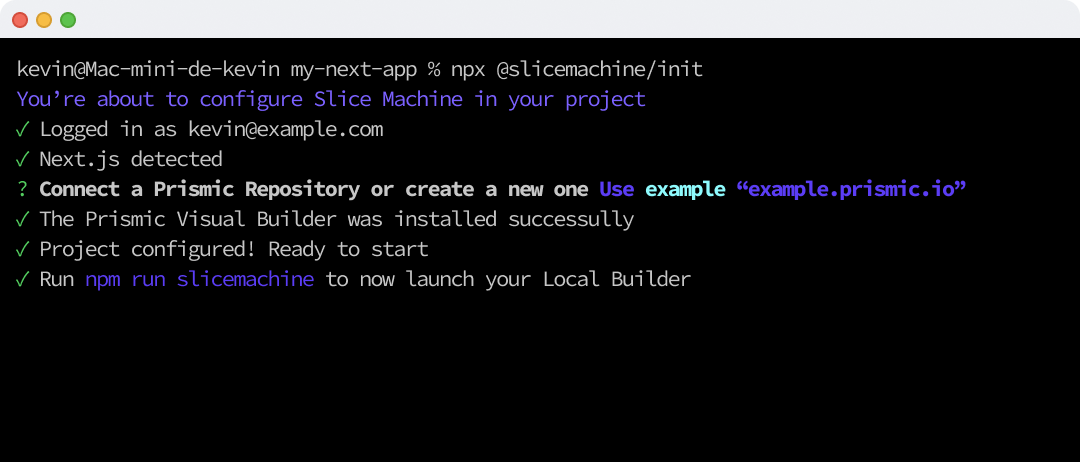 kevin@Mac-mini-de-kevin my-next-app % npx @slicemachine/init
You’re about to configure Slice Machine in your project
✓ Logged in as kevin@example.com
✓ Next.js detected
? Connect a Prismic Repository or create a new one Use example “example.prismic.io”
✓ The Prismic Visual Builder was installed successully
✓ Project configured! Ready to start
✓ Run npm run slicemachine to now launch your Local Builder